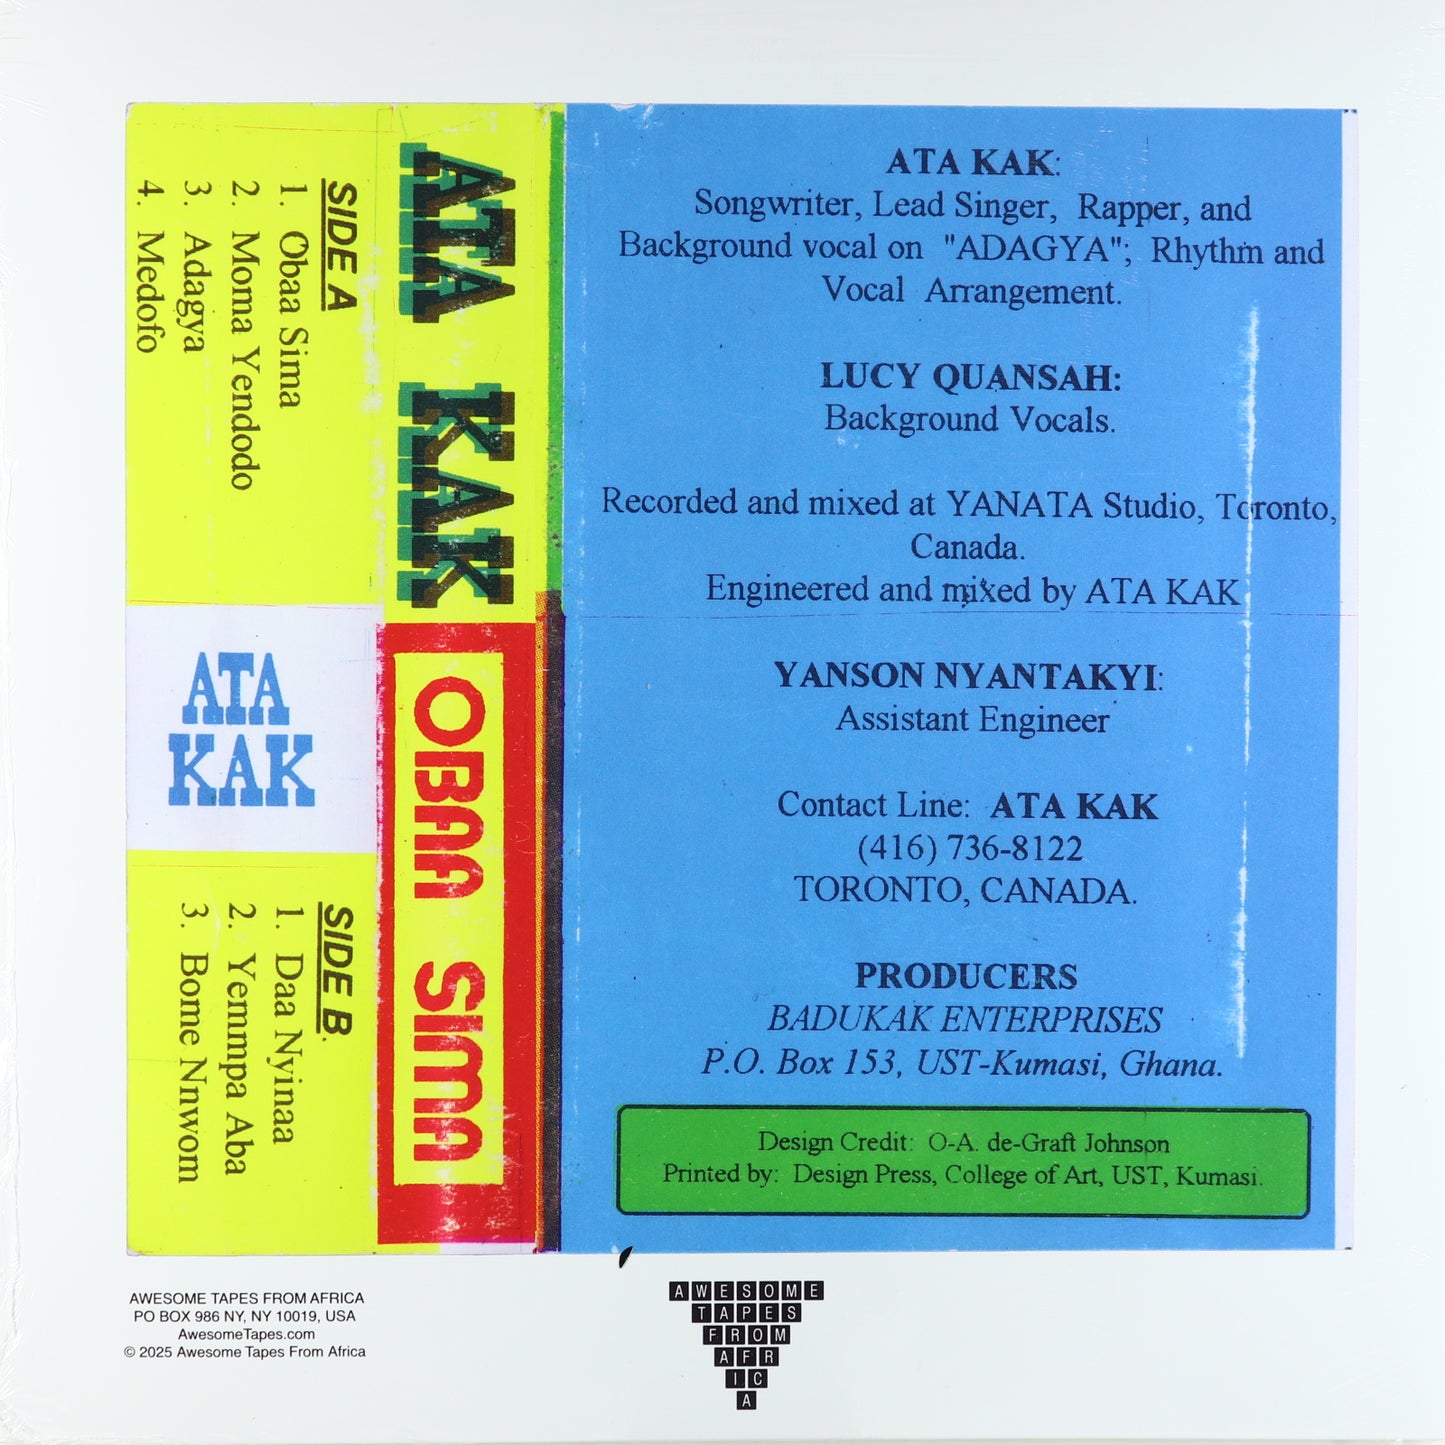 SIDE A
1. Obaa Sima
2. Moma Yendodo
3. Adagya
4. Medofo
ATA KAK
OBAA SIMA
ATA
KAK
SIDE B.
1. Daa Nyinaa
2. Yemmpa Aba
3. Bome Nnwom
ATA KAK:
Songwriter, Lead Singer, Rapper, and
Background vocal on "ADAGYA"; Rhythm and
Vocal Arrangement.
LUCY QUANSAH:
Background Vocals.
Recorded and mixed at YANATA Studio, Toronto,
Canada.
Engineered and mixed by ATA KAK
YANSON NYANTAKYI:
Assistant Engineer
Contact Line: ATA KAK
(416) 736-8122
TORONTO, CANADA.
PRODUCERS
BADUKAK ENTERPRISES
P.O. Box 153, UST-Kumasi, Ghana.
Design Credit: O-A. de-Graft Johnson
Printed by: Design Press, College of Art, UST, Kumasi.
AWESOME TAPES FROM AFRICA
PO BOX 986 NY, NY 10019, USA
AwesomeTapes.com
© 2025 Awesome Tapes From Africa
AWESOME
TAPES
FROM
AFR
IC
A